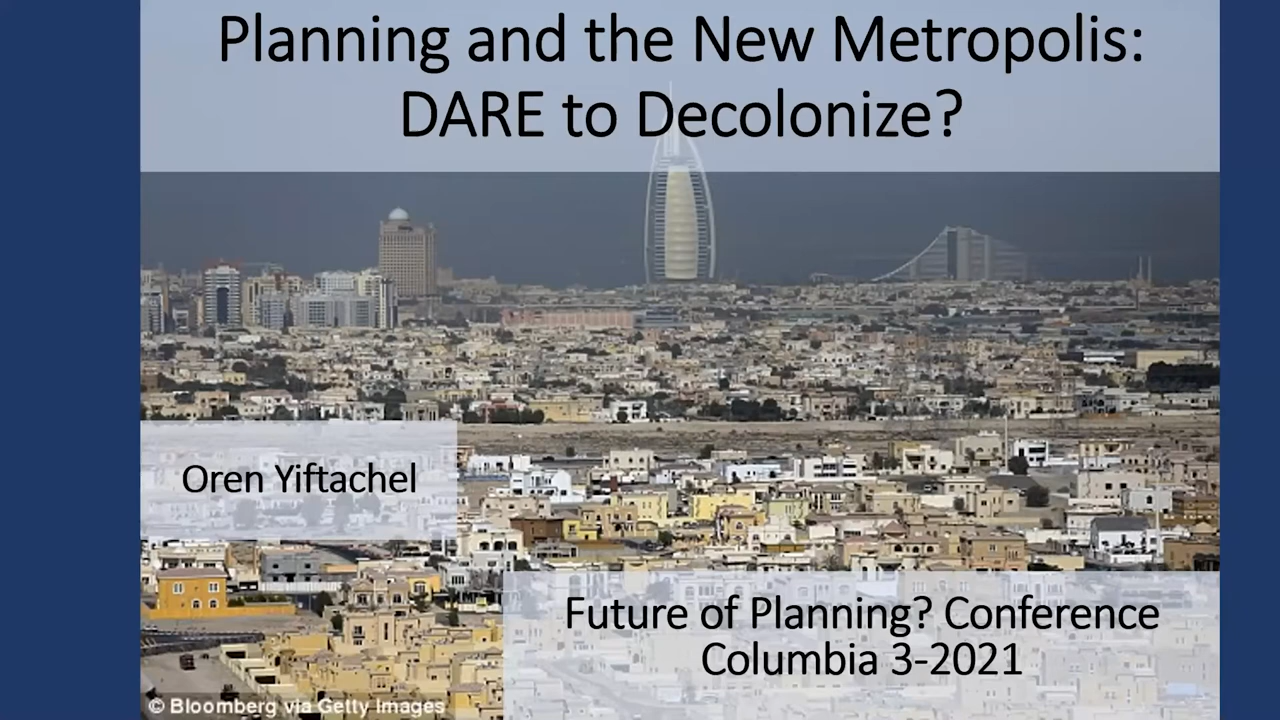 Planning and the New Metropolis:
DARE to Decolonize?
Oren Yiftachel
Future of Planning? Conference
Columbia 3-2021
© Bloomberg via Getty Images